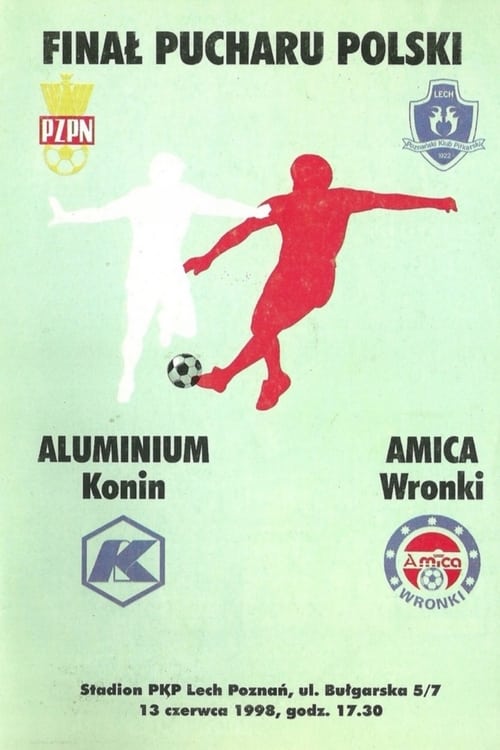 FINAŁ PUCHARU POLSKI
PZPN
LECH
Poznański Klub Piłkarski
1922
ALUMINIUM
Konin
AMICA
Wronki
Amica
WRONKI
Stadion PKP Lech Poznań, ul. Bułgarska 5/7
13 czerwca 1998, godz. 17.30